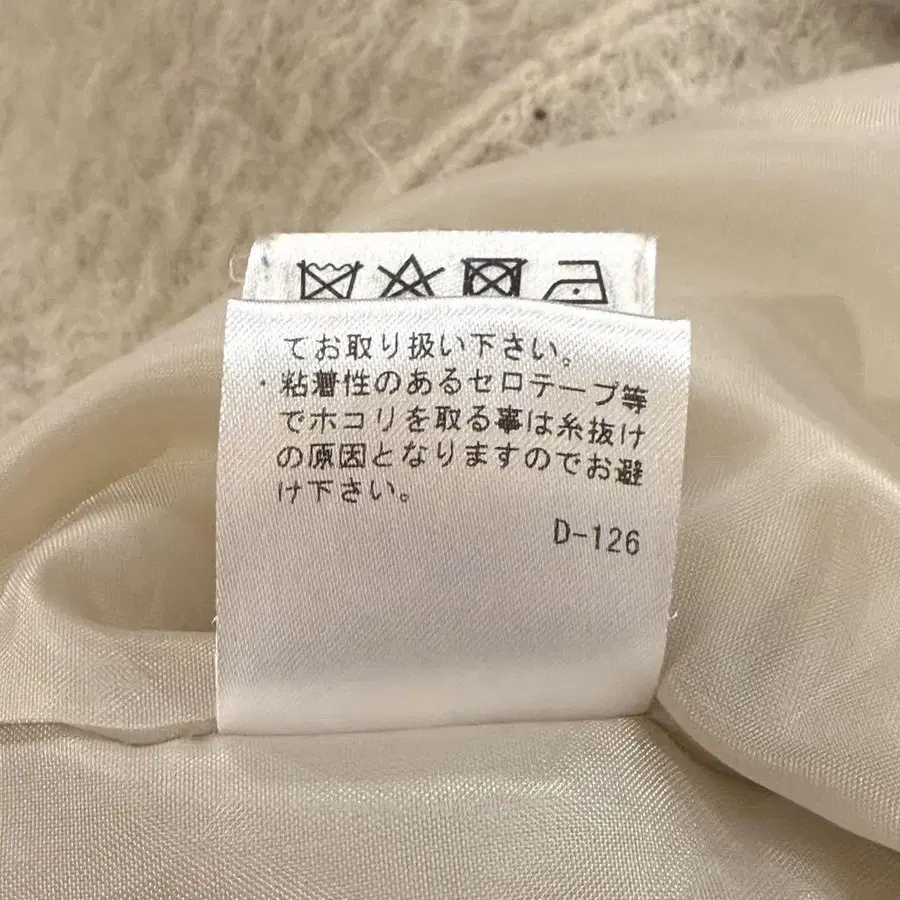 てお取り扱い下さい。
・粘着性のあるセロテープ等
でホコリを取る事は糸抜け
の原因となりますのでお避
け下さい。
D-126